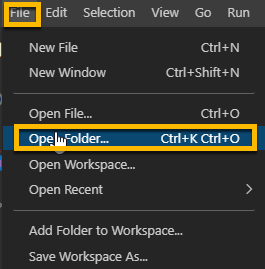 File Edit Selection View Go Run
New File Ctrl+N
New Window Ctrl+Shift+N
Open File... Ctrl+O
Open Folder... Ctrl+K Ctrl+O
Open Workspace...
Open Recent
Add Folder to Workspace...
Save Workspace As...